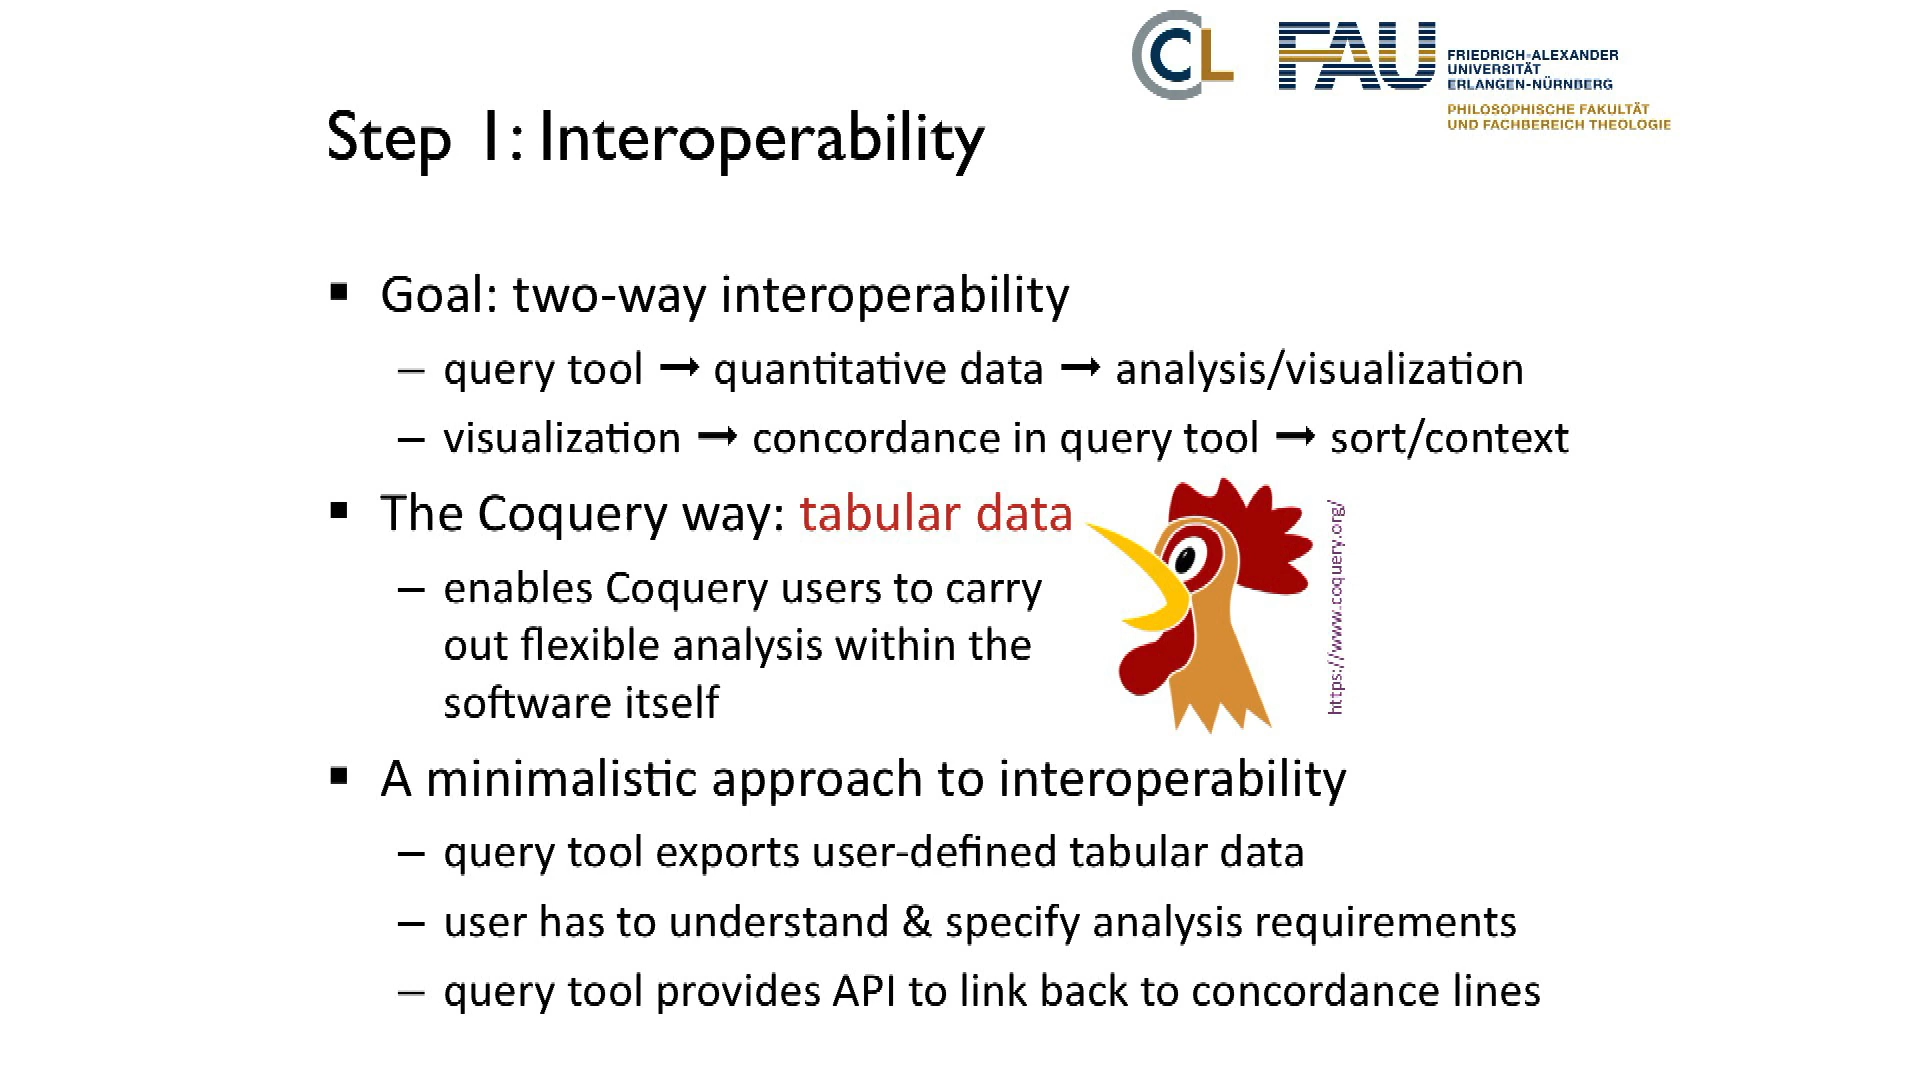 CL
FAU
FRIEDRICH-ALEXANDER
UNIVERSITÄT
ERLANGEN-NÜRNBERG
PHILOSOPHISCHE FAKULTÄT
UND FACHBEREICH THEOLOGIE
Step 1: Interoperability
▪ Goal: two-way interoperability
– query tool → quantitative data → analysis/visualization
– visualization → concordance in query tool → sort/context
▪ The Coquery way: tabular data
– enables Coquery users to carry
out flexible analysis within the
software itself
https://www.coquery.org/
▪ A minimalistic approach to interoperability
– query tool exports user-defined tabular data
– user has to understand & specify analysis requirements
– query tool provides API to link back to concordance lines